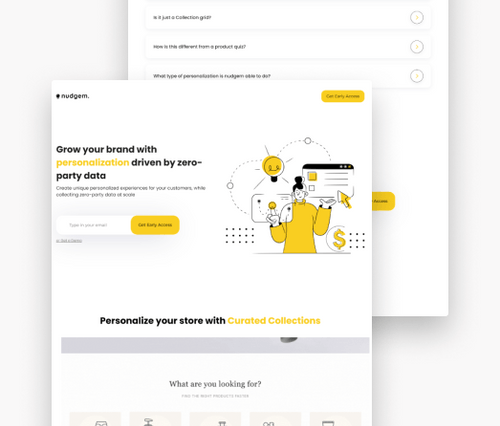 Is it just a Collection grid?
How is this different from a product quiz?
What type of personalization is nudgem able to do?
nudgem.
Get Early Access
Grow your brand with
personalization driven by zero-
party data
Create unique personalized experiences for your customers, while
collecting zero-party data at scale
Type in your email
Get Early Access
Access
Personalize your store with Curated Collections
What are you looking for?
FIND THE RIGHT PRODUCTS FASTER